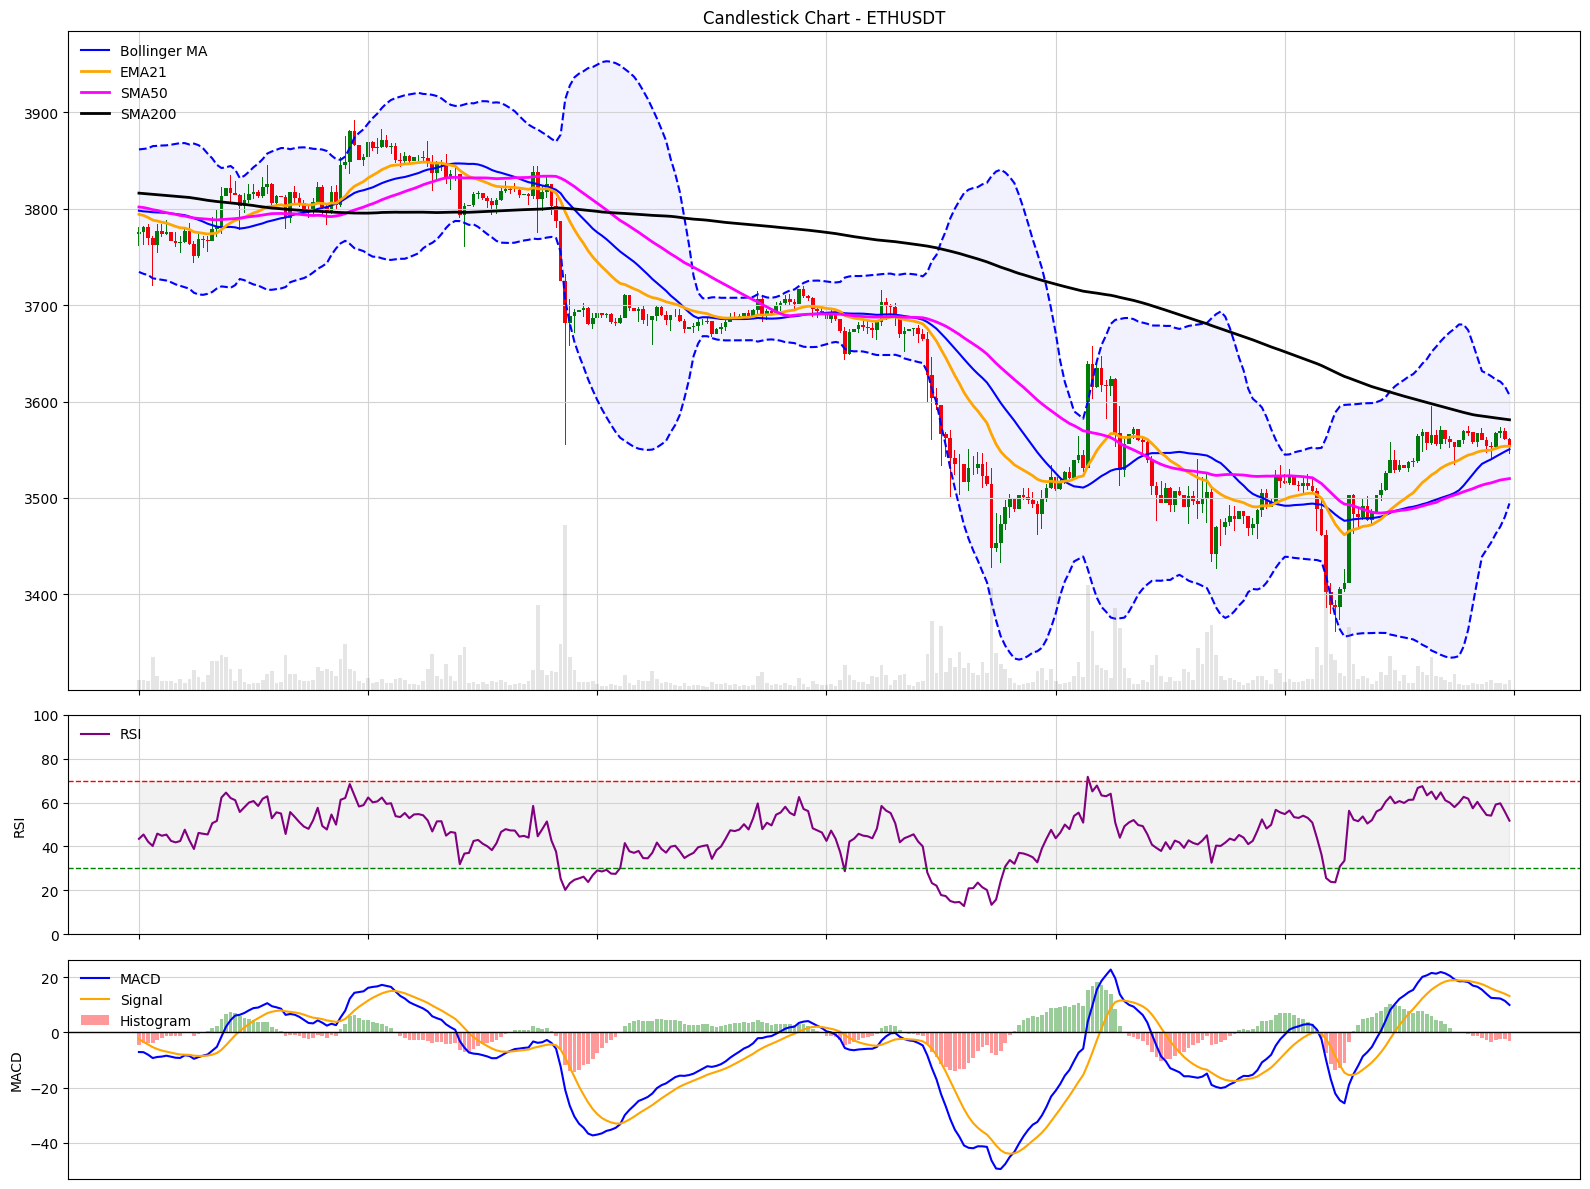 Candlestick Chart - ETHUSDT
Bollinger MA
EMA21
SMA50
SMA200
3900
3800
3700
3600
3500
3400
100
80
60
40
20
0
RSI
RSI
20
0
−20
−40
MACD
MACD
Signal
Histogram